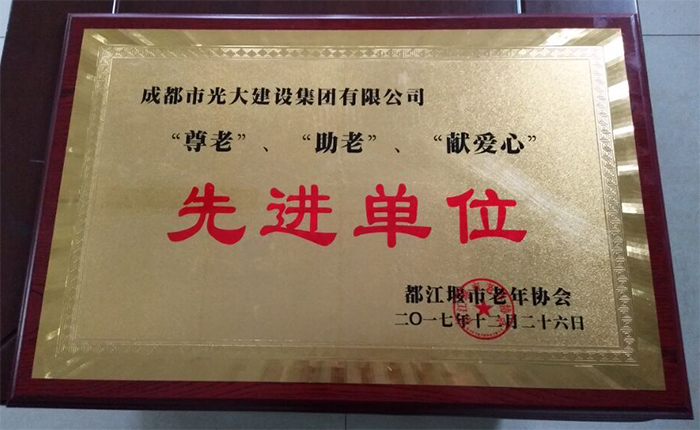 成都市光大建设集团有限公司
“尊老”、“助老”、“献爱心”
先进单位
都江堰市老年协会
二〇一七年十二月二十六日